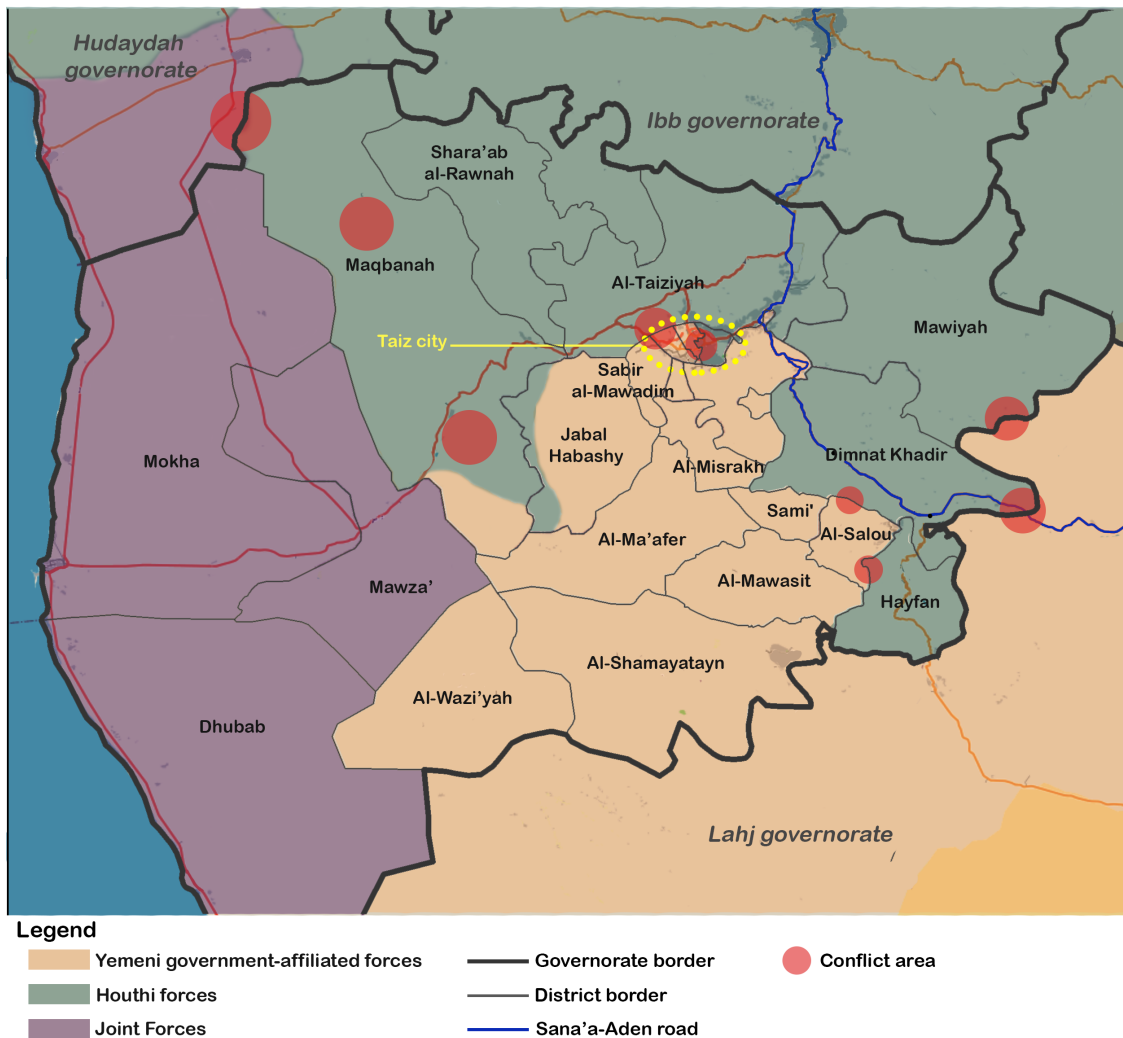 Hudaydah
governorate
Ibb governorate
Shara'ab
al-Rawnah
Maqbanah
Al-Taiziyah
Mawiyah
Taiz city
Sabir
al-Mawadim
Jabal
Habashy
Al-Misrakh
Dimnat Khadir
Mokha
Sami'
Al-Salou
Al-Ma'afer
Al-Mawasit
Mawza'
Hayfan
Al-Shamayatayn
Al-Wazi'yah
Dhubab
Lahj governorate
Legend
Yemeni government-affiliated forces
Houthi forces
Joint Forces
Governorate border
District border
Sana'a-Aden road
Conflict area